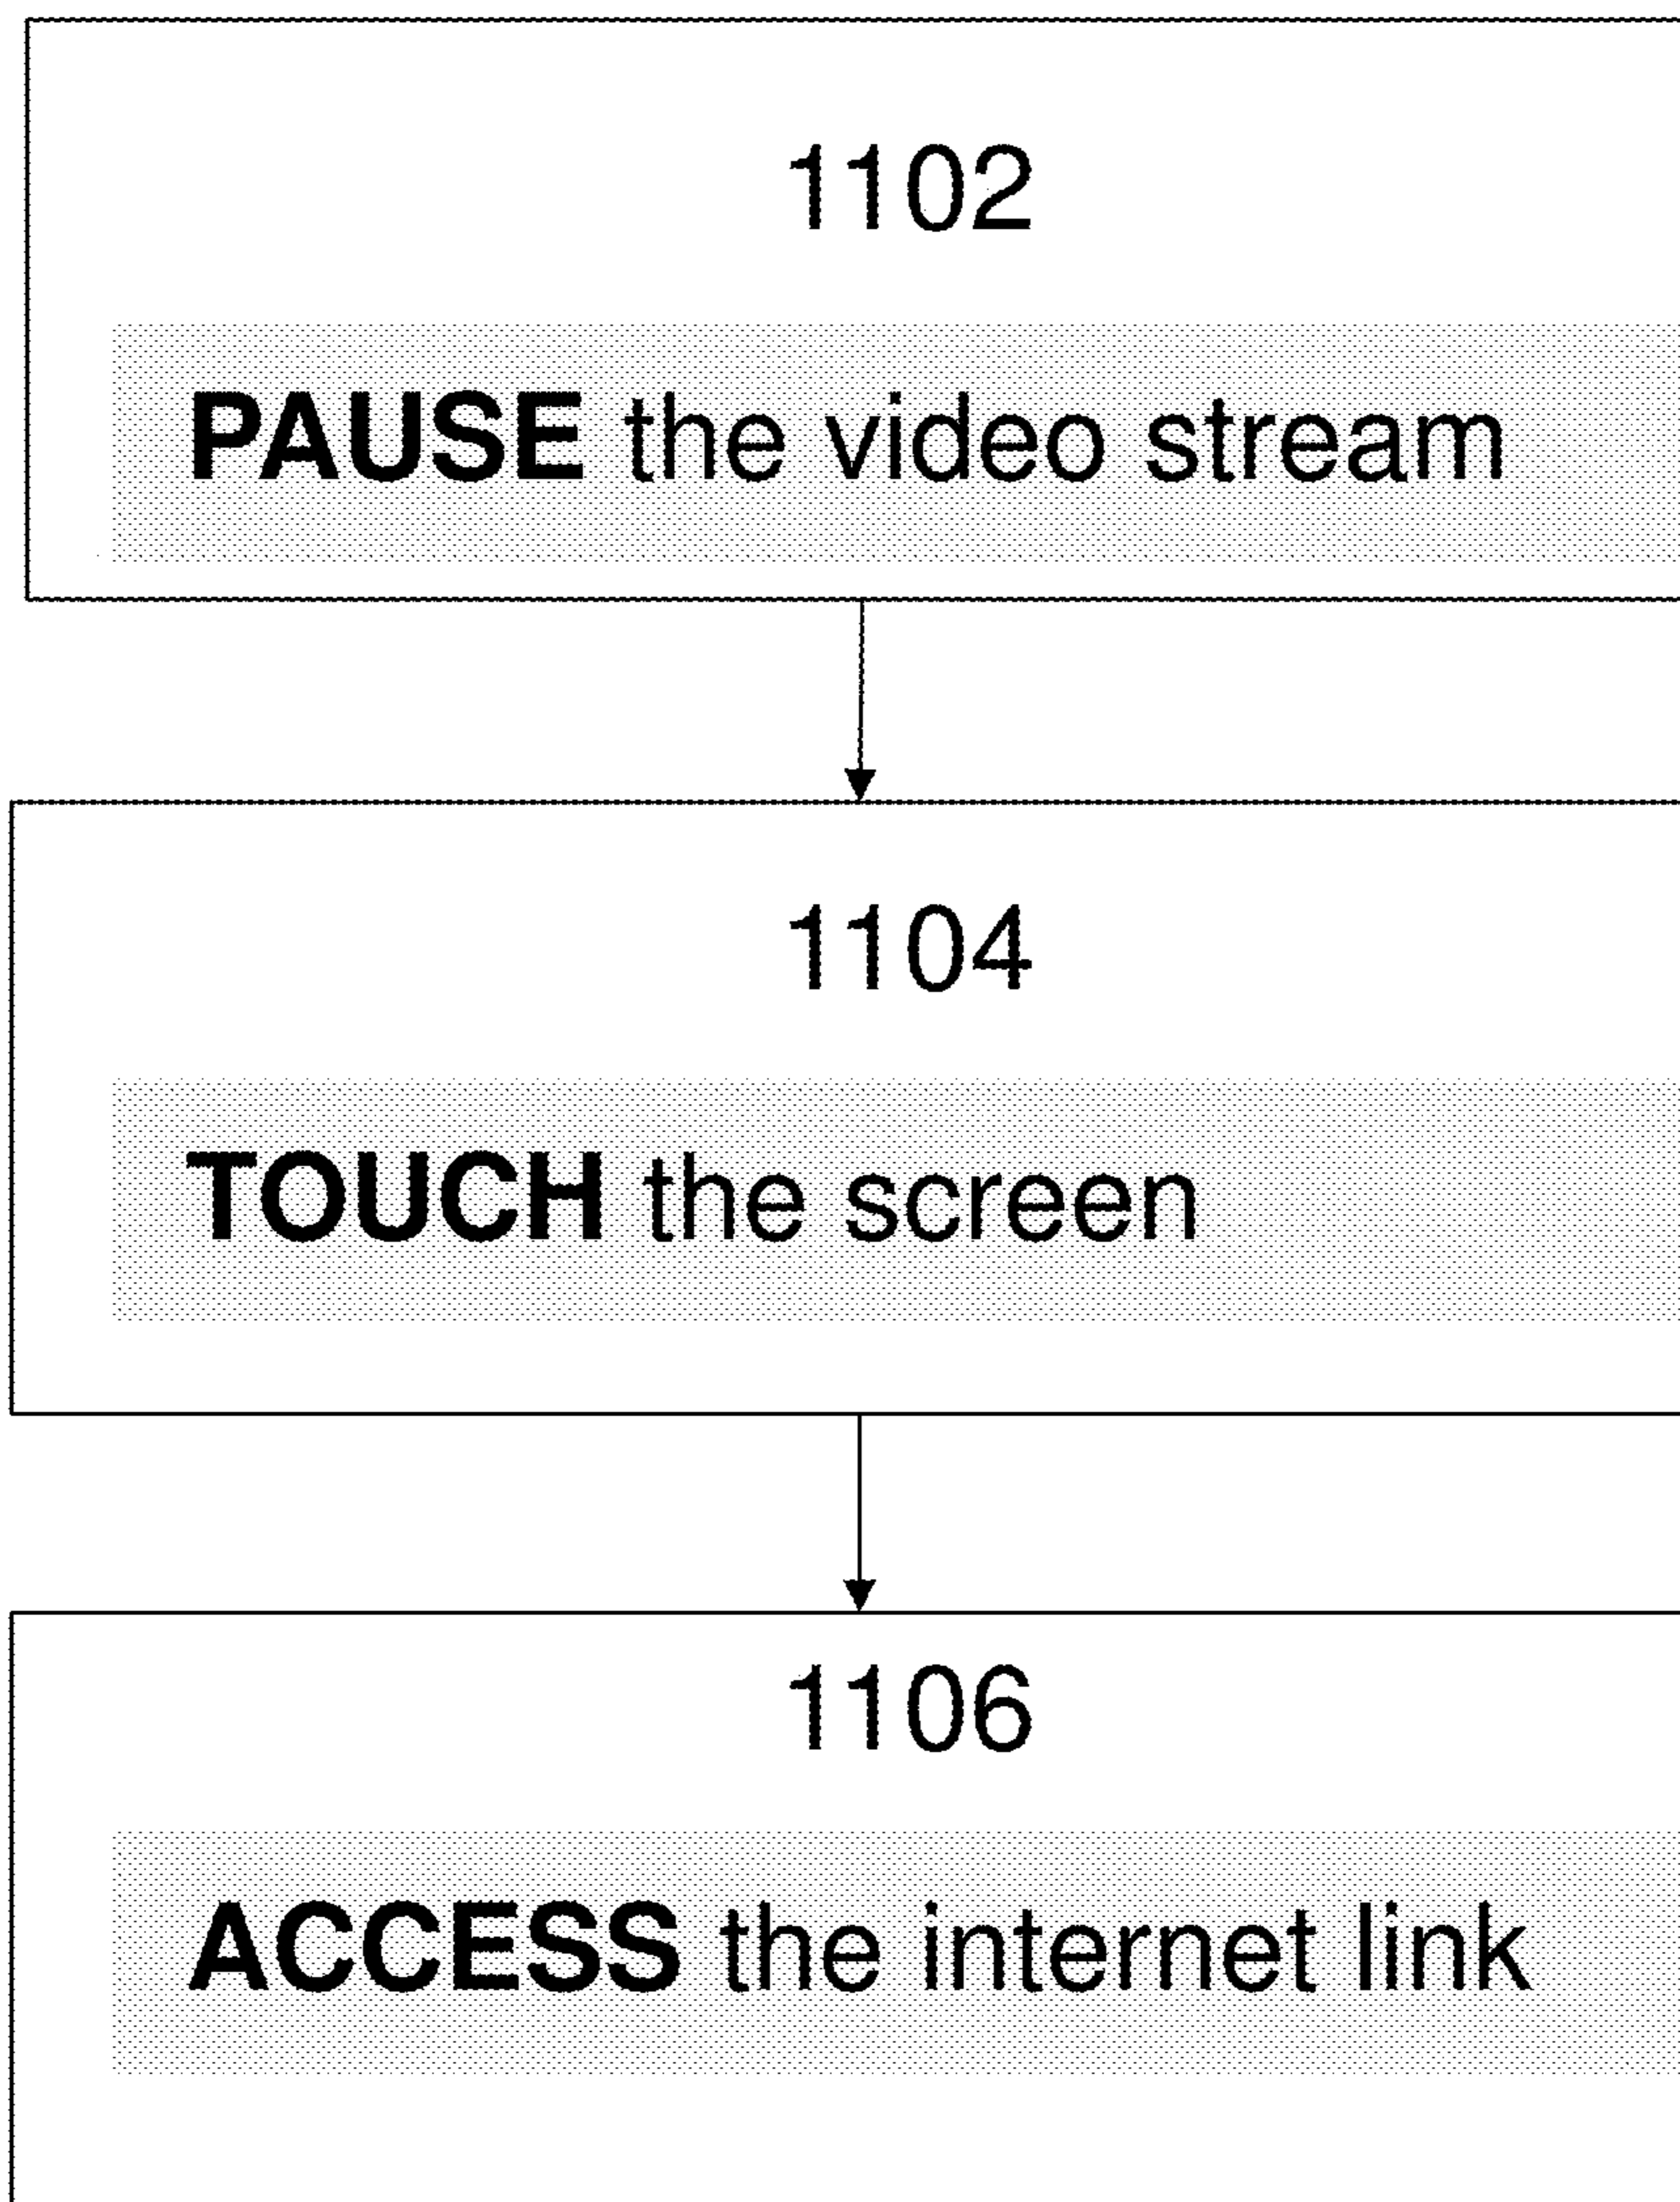 1102
PAUSE the video stream
1104
TOUCH the screen
1106
ACCESS the internet link